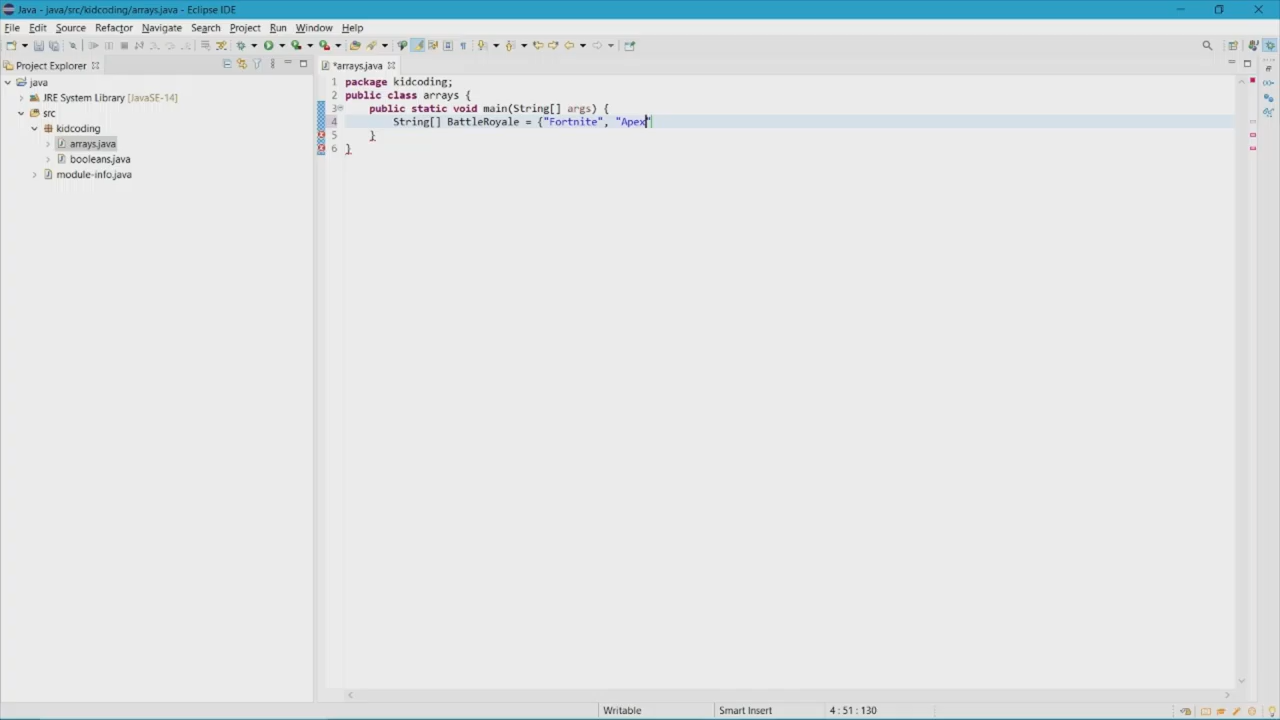 Java - java/src/kidcoding/arrays.java - Eclipse IDE
File Edit Source Refactor Navigate Search Project Run Window Help
Project Explorer
*arrays.java
java
JRE System Library [JavaSE-14]
src
kidcoding
arrays.java
booleans.java
module-info.java
1 package kidcoding;
2 public class arrays {
3 public static void main(String[] args) {
4 String[] BattleRoyale = {"Fortnite", "Apex"
5 }
6 }
Writable Smart Insert 4 : 51 : 130